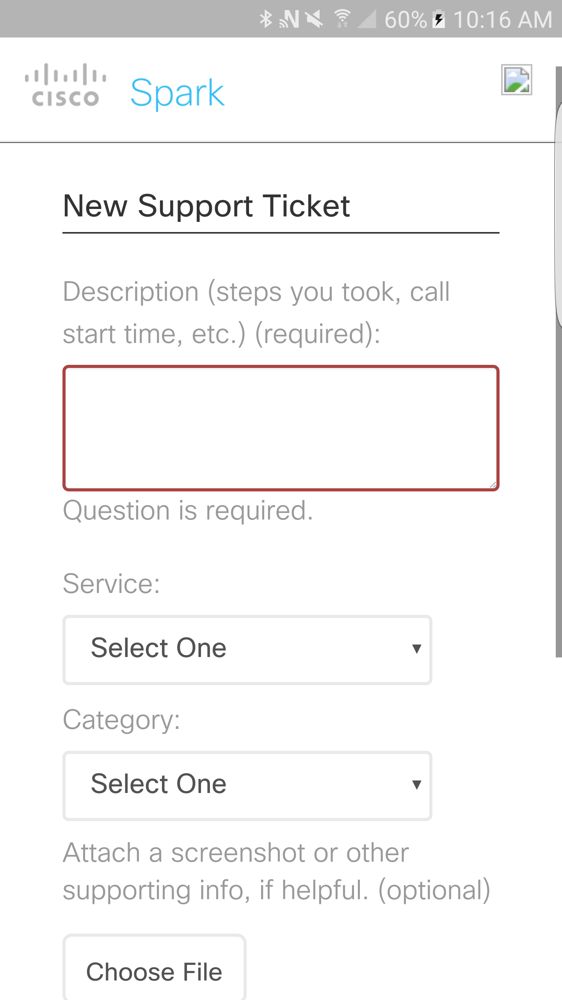 60% 10:16 AM
CISCO Spark
New Support Ticket
Description (steps you took, call
start time, etc.) (required):
Question is required.
Service:
Select One
Category:
Select One
Attach a screenshot or other
supporting info, if helpful. (optional)
Choose File